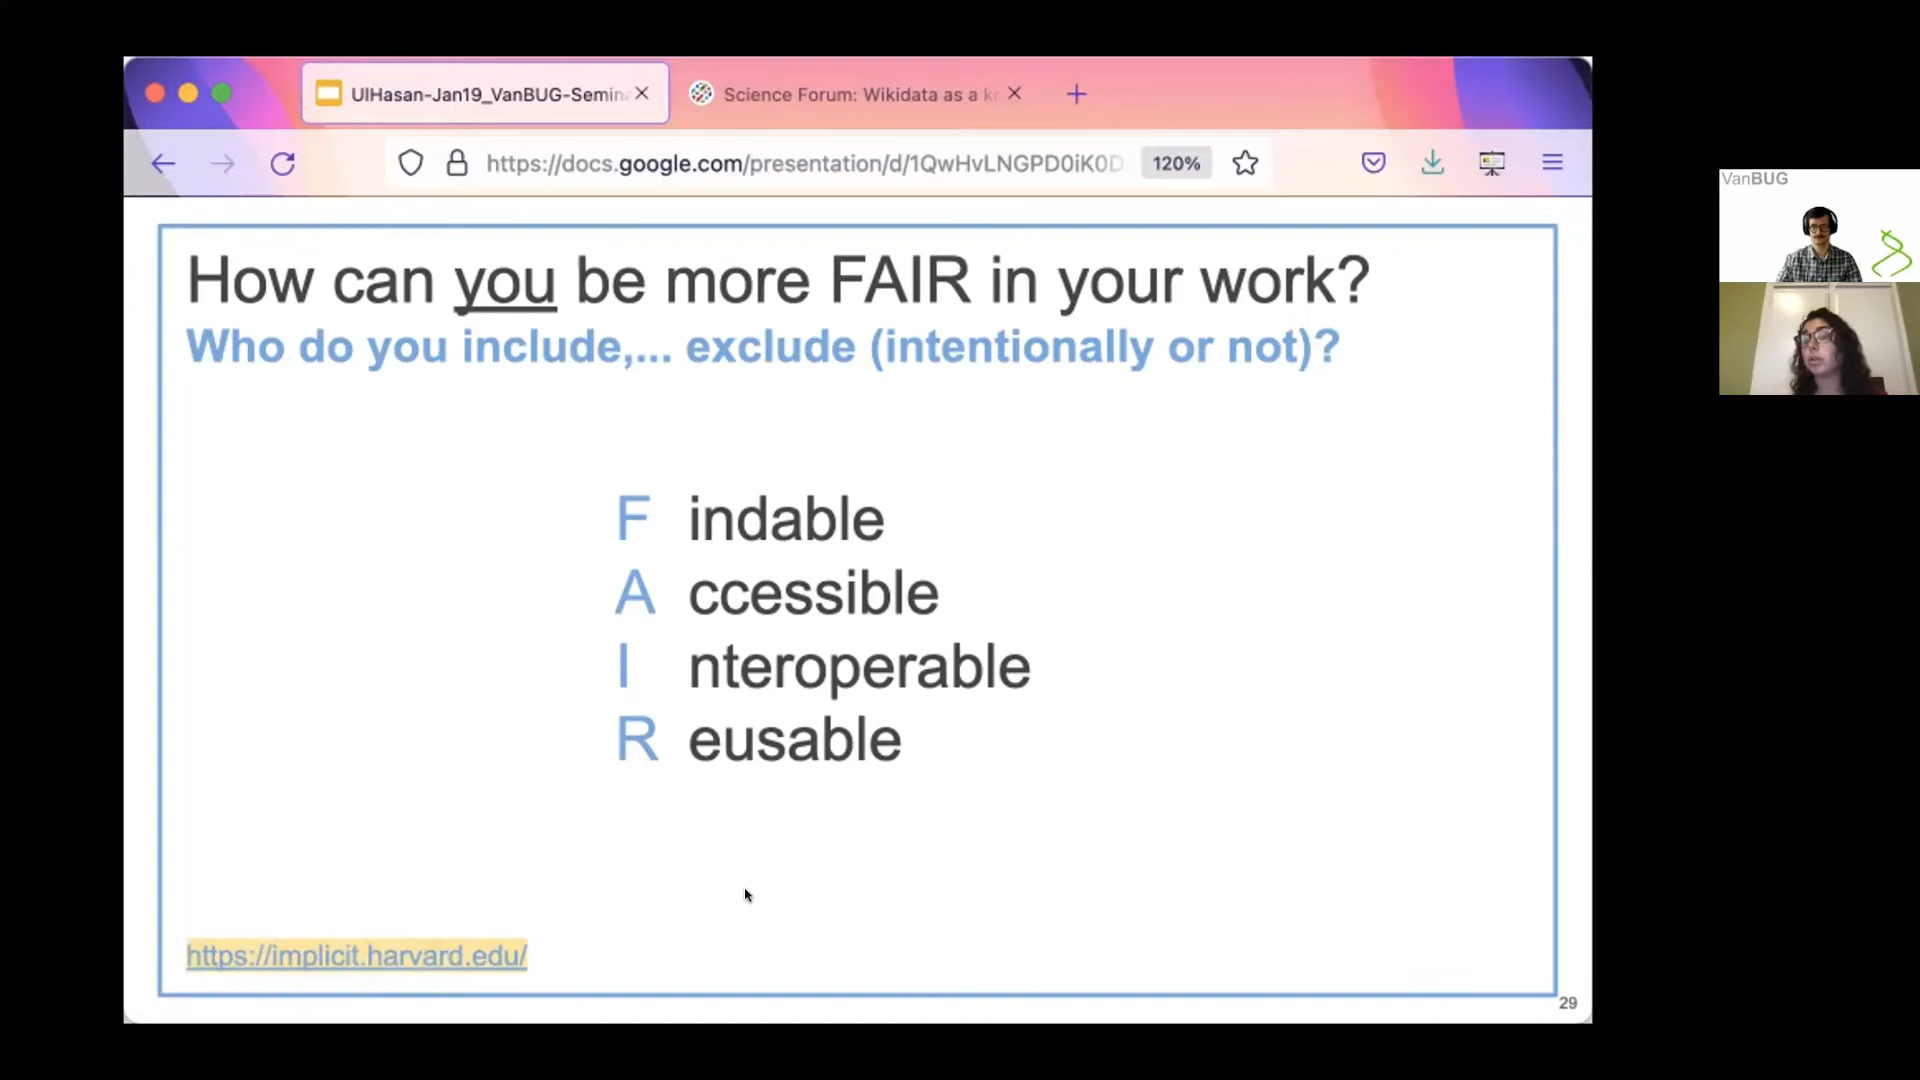 UlHasan-Jan19_VanBUG-Semin
Science Forum: Wikidata as a k
https://docs.google.com/presentation/d/1QwHvLNGPD0iK0D
120%
VanBUG
How can you be more FAIR in your work?
Who do you include,... exclude (intentionally or not)?
F indable
A ccessible
I nteroperable
R eusable
https://implicit.harvard.edu/
29